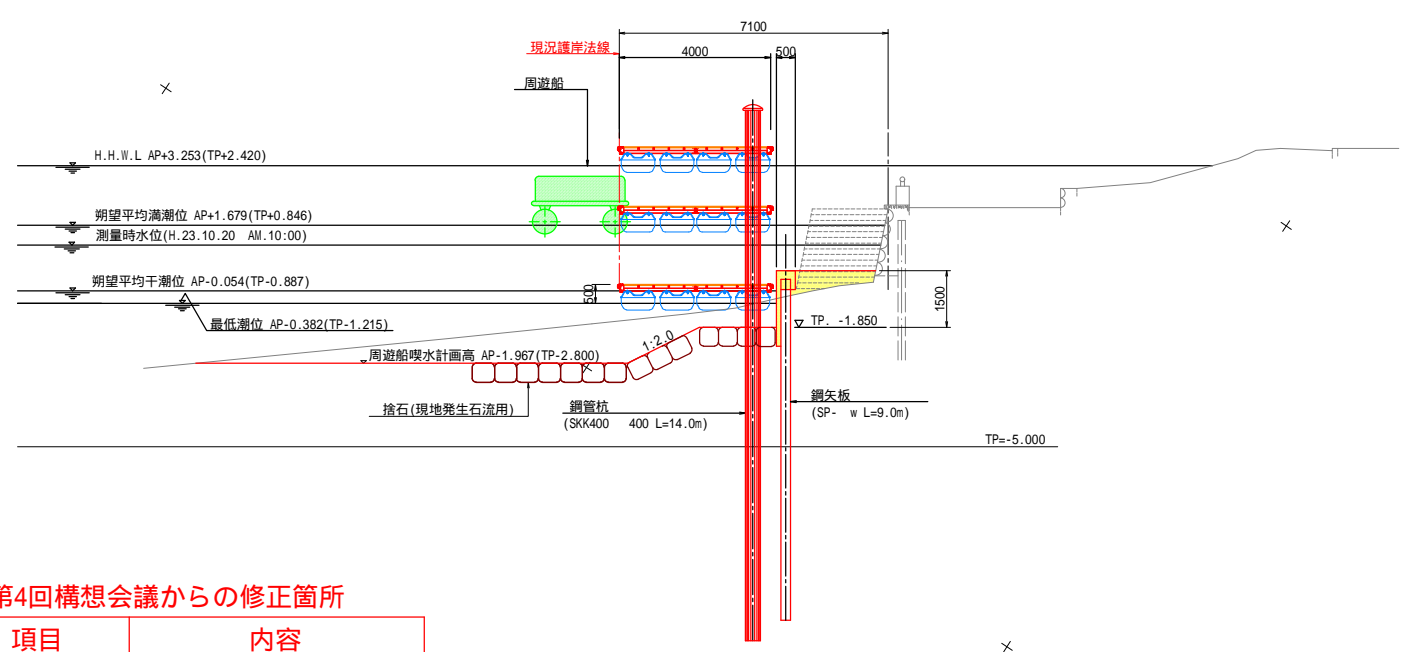 7100
現況護岸法線
4000
500
周遊船
H.H.W.L AP+3.253(TP+2.420)
朔望平均満潮位 AP+1.679(TP+0.846)
測量時水位(H.23.10.20 AM.10:00)
朔望平均干潮位 AP-0.054(TP-0.887)
500
1500
最低潮位 AP-0.382(TP-1.215)
TP. -1.850
1:2.0
周遊船喫水計画高 AP-1.967(TP-2.800)
捨石(現地発生石流用)
鋼管杭
(SKK400 400 L=14.0m)
鋼矢板
(SP- w L=9.0m)
TP=-5.000
第4回構想会議からの修正箇所
項目
内容